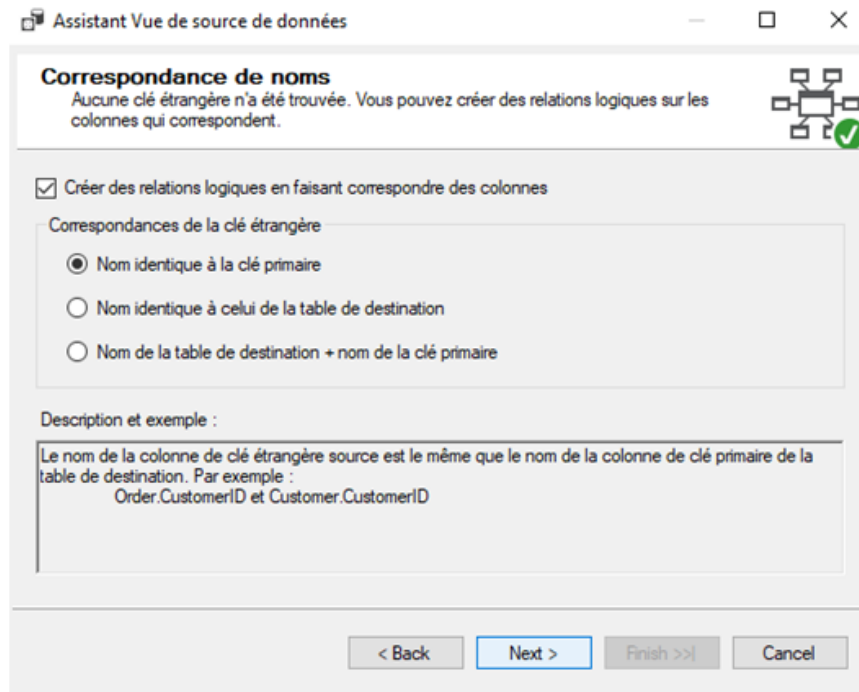 Assistant Vue de source de données
Correspondance de noms
Aucune clé étrangère n'a été trouvée. Vous pouvez créer des relations logiques sur les
colonnes qui correspondent.
Créer des relations logiques en faisant correspondre des colonnes
Correspondances de la clé étrangère
Nom identique à la clé primaire
Nom identique à celui de la table de destination
Nom de la table de destination + nom de la clé primaire
Description et exemple :
Le nom de la colonne de clé étrangère source est le même que le nom de la colonne de clé primaire de la
table de destination. Par exemple :
Order.CustomerID et Customer.CustomerID
< Back
Next >
Finish >>|
Cancel